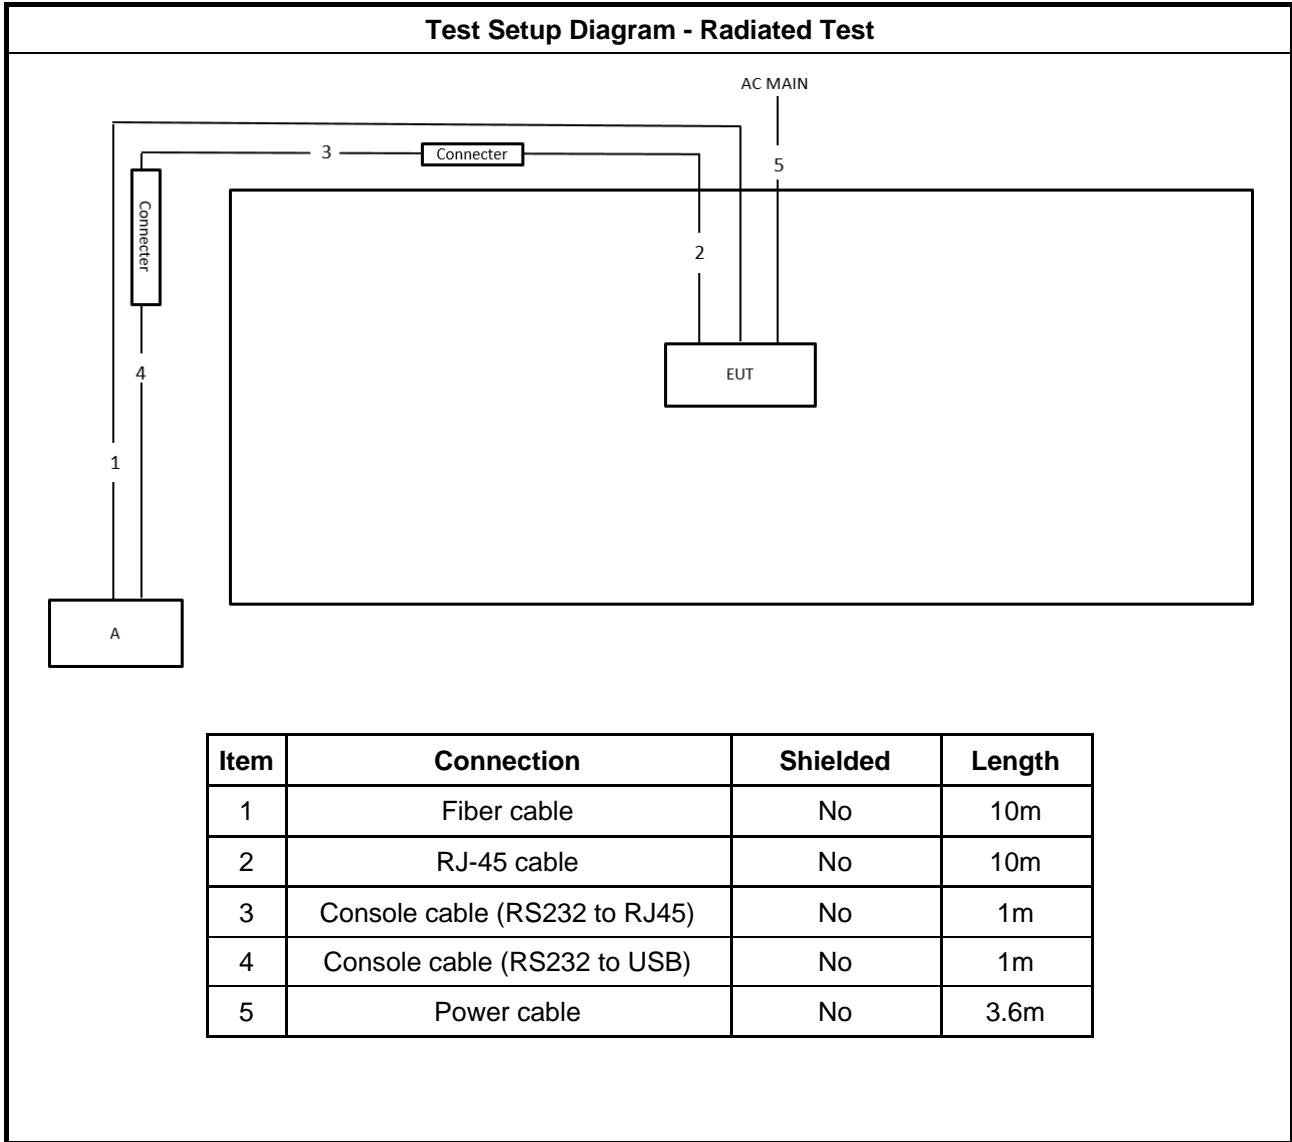 Test Setup Diagram - Radiated Test
AC MAIN
3
Connecter
5
Connecter
2
4
EUT
1
A
Item Connection Shielded Length
1 Fiber cable No 10m
2 RJ-45 cable No 10m
3 Console cable (RS232 to RJ45) No 1m
4 Console cable (RS232 to USB) No 1m
5 Power cable No 3.6m